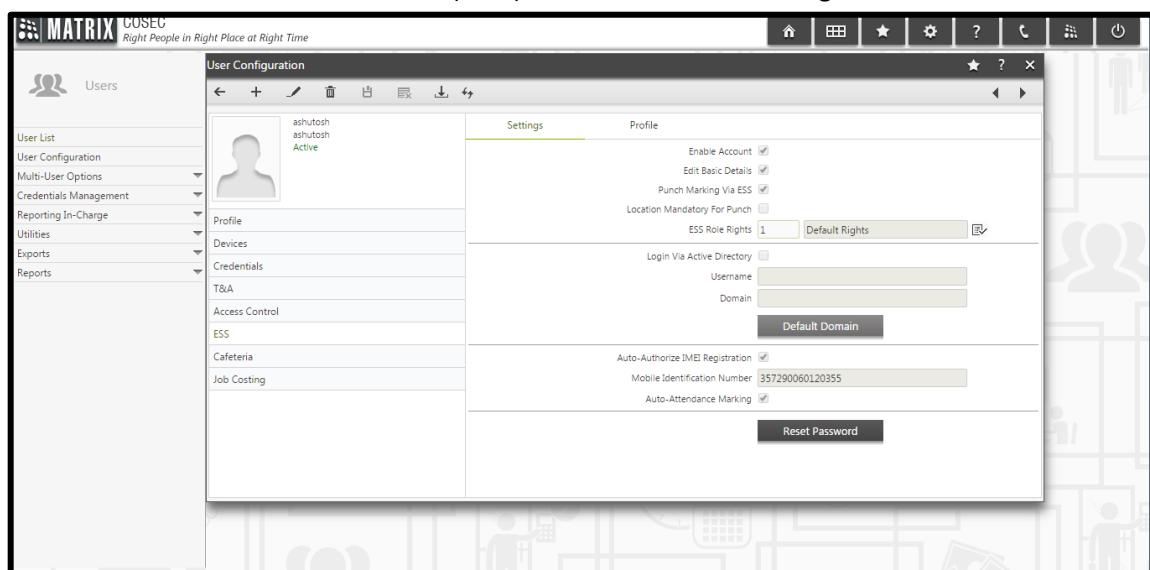 MATRIX COSEC
Right People in Right Place at Right Time
?
Users
User List
User Configuration
Multi-User Options
Credentials Management
Reporting In-Charge
Utilities
Exports
Reports
User Configuration
?
ashutosh
ashutosh
Active
Profile
Devices
Credentials
T&A
Access Control
ESS
Cafeteria
Job Costing
Settings Profile
Enable Account
Edit Basic Details
Punch Marking Via ESS
Location Mandatory For Punch
ESS Role Rights 1 Default Rights
Login Via Active Directory
Username
Domain
Default Domain
Auto-Authorize IMEI Registration
Mobile Identification Number 357290060120355
Auto-Attendance Marking
Reset Password